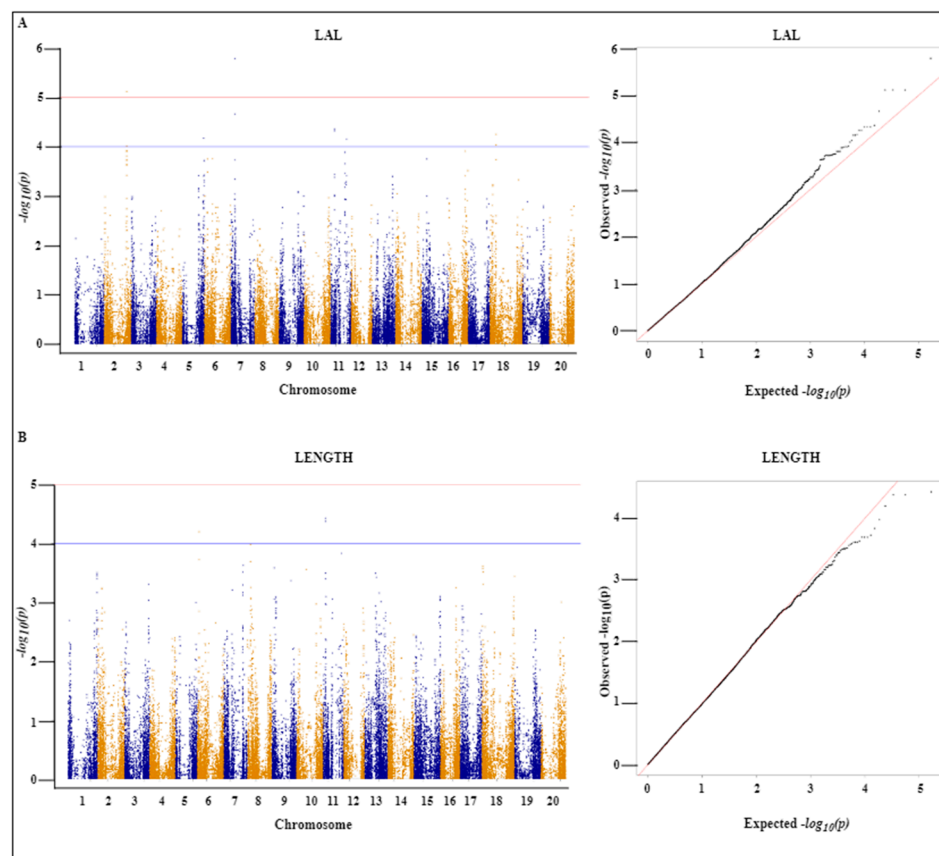 A
LAL
6
5
4
3
2
1
0
-log10(p)
1 2 3 4 5 6 7 8 9 10 11 12 13 14 15 16 17 18 19 20
Chromosome
LAL
6
5
4
3
2
1
0
Observed -log10(p)
0 1 2 3 4 5
Expected -log10(p)
B
LENGTH
5
4
3
2
1
0
-log10(p)
1 2 3 4 5 6 7 8 9 10 11 12 13 14 15 16 17 18 19 20
Chromosome
LENGTH
4
3
2
1
0
Observed -log10(p)
0 1 2 3 4 5
Expected -log10(p)